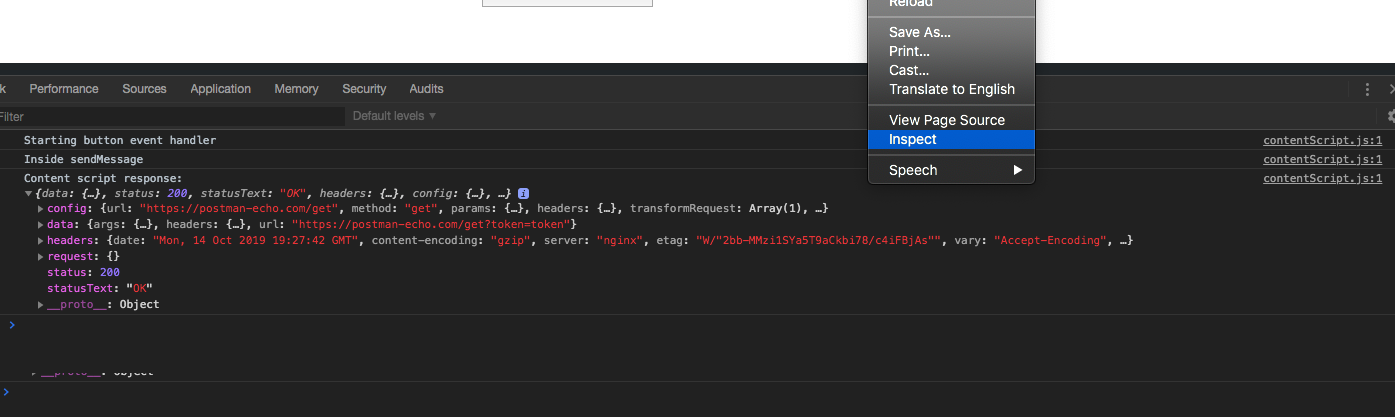 Reload
Save As...
Print...
Cast...
Translate to English
View Page Source
Inspect
Speech
k Performance Sources Application Memory Security Audits
Filter Default levels ▼
Starting button event handler contentScript.js:1
Inside sendMessage contentScript.js:1
Content script response: contentScript.js:1
{data: {…}, status: 200, statusText: "OK", headers: {…}, config: {…}, …} i
config: {url: "https://postman-echo.com/get", method: "get", params: {…}, headers: {…}, transformRequest: Array(1), …}
data: {args: {…}, headers: {…}, url: "https://postman-echo.com/get?token=token"}
headers: {date: "Mon, 14 Oct 2019 19:27:42 GMT", content-encoding: "gzip", server: "nginx", etag: "W/"2bb-MMzi1SYa5T9aCkbi78/c4iFBjAs"", vary: "Accept-Encoding", …}
request: {}
status: 200
statusText: "OK"
__proto__: Object
__proto__: Object